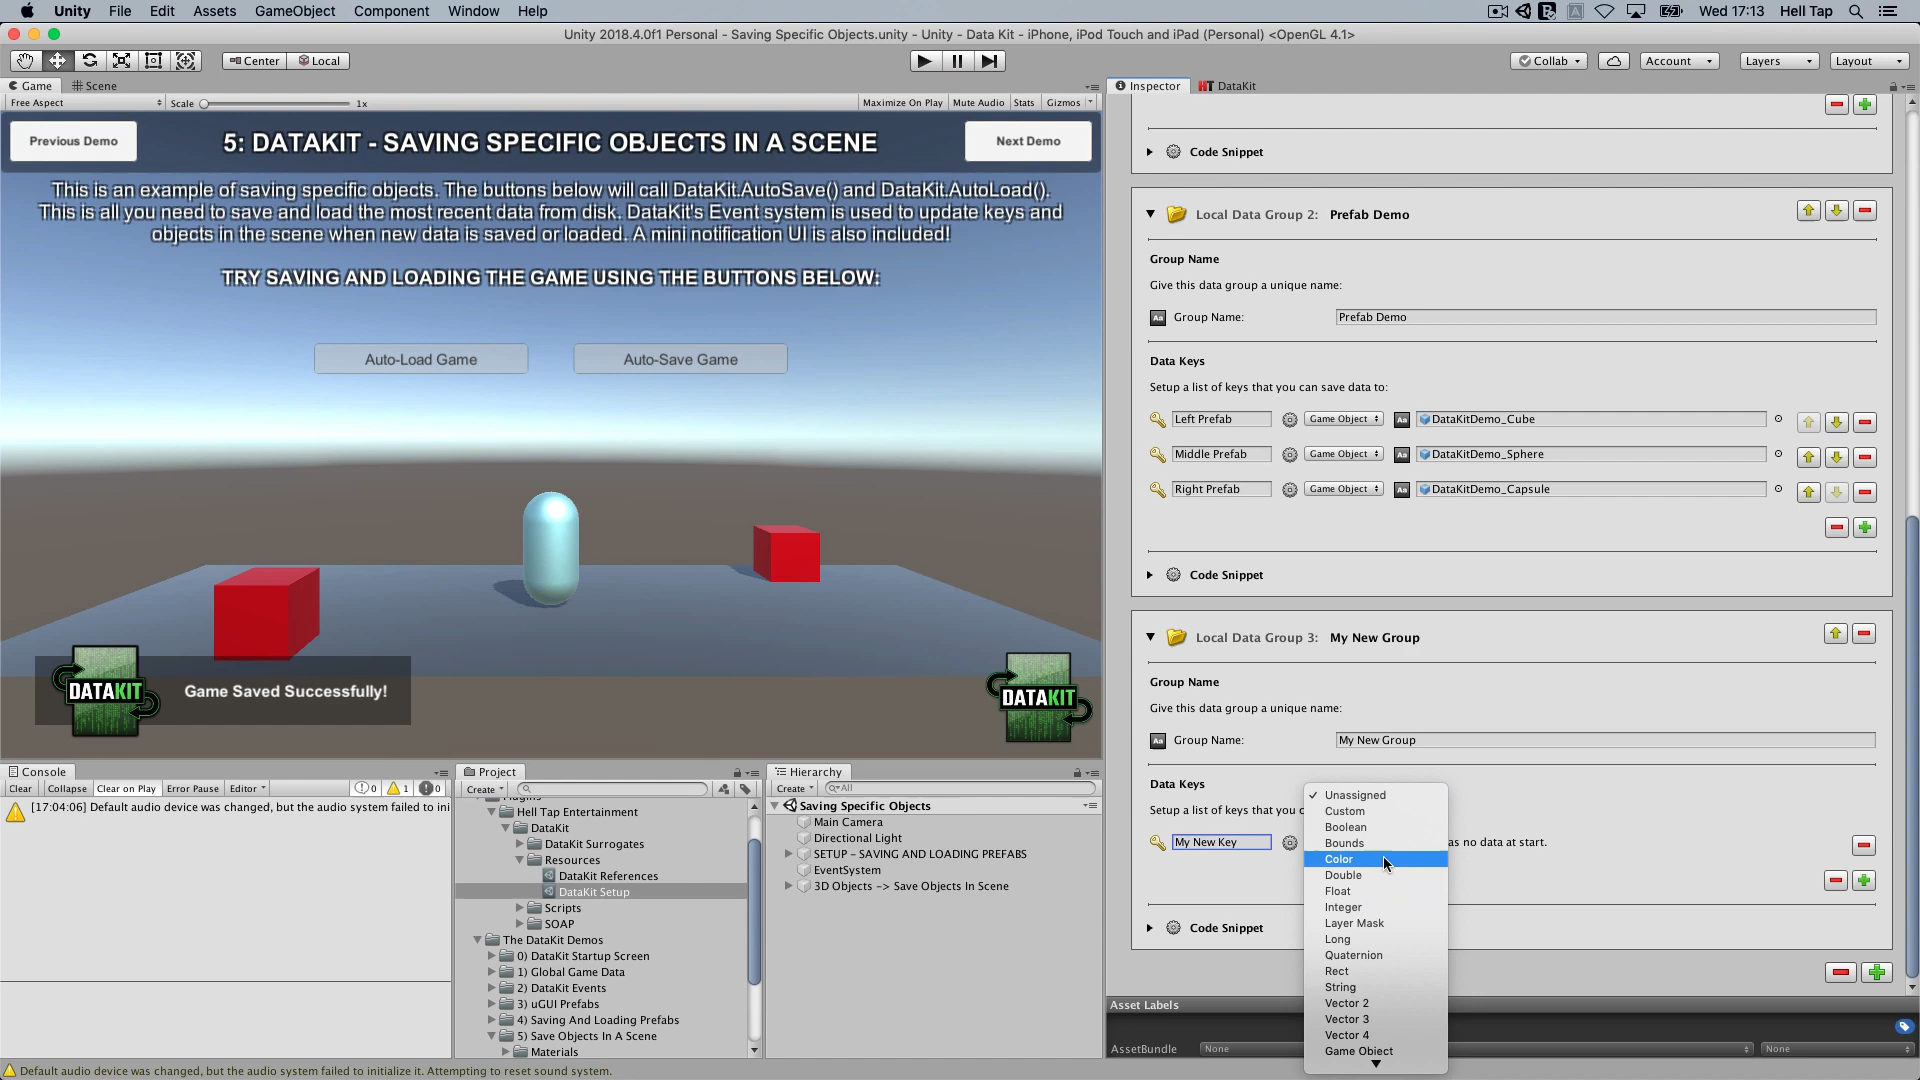 Unity File Edit Assets GameObject Component Window Help
Wed 17:13 Hell Tap
Unity 2018.4.0f1 Personal - Saving Specific Objects.unity - Unity - Data Kit - iPhone, iPod Touch and iPad (Personal) <OpenGL 4.1>
Center Local
Collab Account Layers Layout
Game Scene
Free Aspect Scale 1x Maximize On Play Mute Audio Stats Gizmos
Previous Demo
5: DATAKIT - SAVING SPECIFIC OBJECTS IN A SCENE
Next Demo
This is an example of saving specific objects. The buttons below will call DataKit.AutoSave() and DataKit.AutoLoad().
This is all you need to save and load the most recent data from disk. DataKit's Event system is used to update keys and
objects in the scene when new data is saved or loaded. A mini notification UI is also included!
TRY SAVING AND LOADING THE GAME USING THE BUTTONS BELOW:
Auto-Load Game
Auto-Save Game
DATAKIT
Game Saved Successfully!
DATAKIT
Console
Clear Collapse Clear on Play Error Pause Editor 0 1 0
[17:04:06] Default audio device was changed, but the audio system failed to ini
Project
Create
Hell Tap Entertainment
DataKit
DataKit Surrogates
Resources
DataKit References
DataKit Setup
Scripts
SOAP
The DataKit Demos
0) DataKit Startup Screen
1) Global Game Data
2) DataKit Events
3) uGUI Prefabs
4) Saving And Loading Prefabs
5) Save Objects In A Scene
Materials
Hierarchy
Create All
Saving Specific Objects
Main Camera
Directional Light
SETUP - SAVING AND LOADING PREFABS
EventSystem
3D Objects -> Save Objects In Scene
Inspector HT DataKit
Code Snippet
Local Data Group 2: Prefab Demo
Group Name
Give this data group a unique name:
Aa Group Name: Prefab Demo
Data Keys
Setup a list of keys that you can save data to:
Left Prefab Game Object Aa DataKitDemo_Cube
Middle Prefab Game Object Aa DataKitDemo_Sphere
Right Prefab Game Object Aa DataKitDemo_Capsule
Code Snippet
Local Data Group 3: My New Group
Group Name
Give this data group a unique name:
Aa Group Name: My New Group
Data Keys
Setup a list of keys that you c
My New Key
as no data at start.
Unassigned
Custom
Boolean
Bounds
Color
Double
Float
Integer
Layer Mask
Long
Quaternion
Rect
String
Vector 2
Vector 3
Vector 4
Game Object
Code Snippet
Asset Labels
AssetBundle None None
Default audio device was changed, but the audio system failed to initialize it. Attempting to reset sound system.